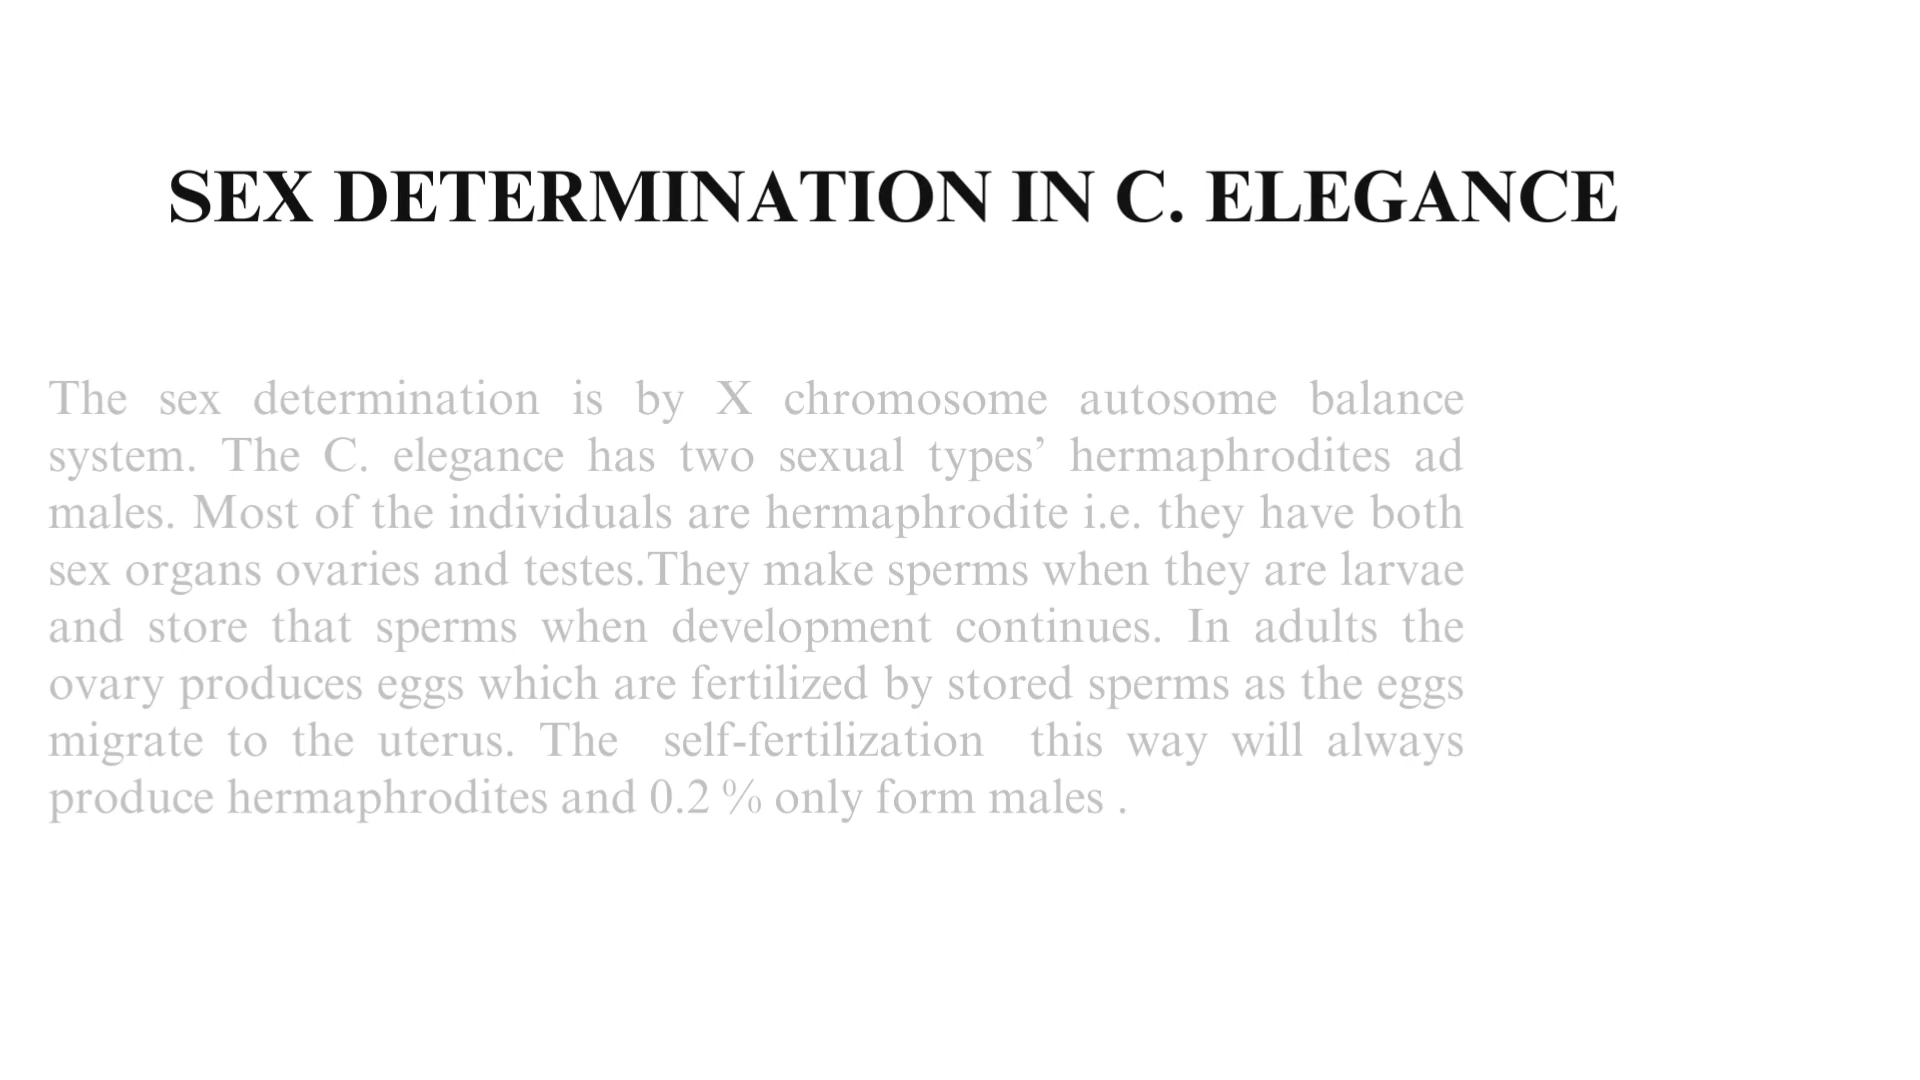 SEX DETERMINATION IN C. ELEGANCE
The sex determination is by X chromosome autosome balance
system. The C. elegance has two sexual types’ hermaphrodites ad
males. Most of the individuals are hermaphrodite i.e. they have both
sex organs ovaries and testes.They make sperms when they are larvae
and store that sperms when development continues. In adults the
ovary produces eggs which are fertilized by stored sperms as the eggs
migrate to the uterus. The self-fertilization this way will always
produce hermaphrodites and 0.2 % only form males .